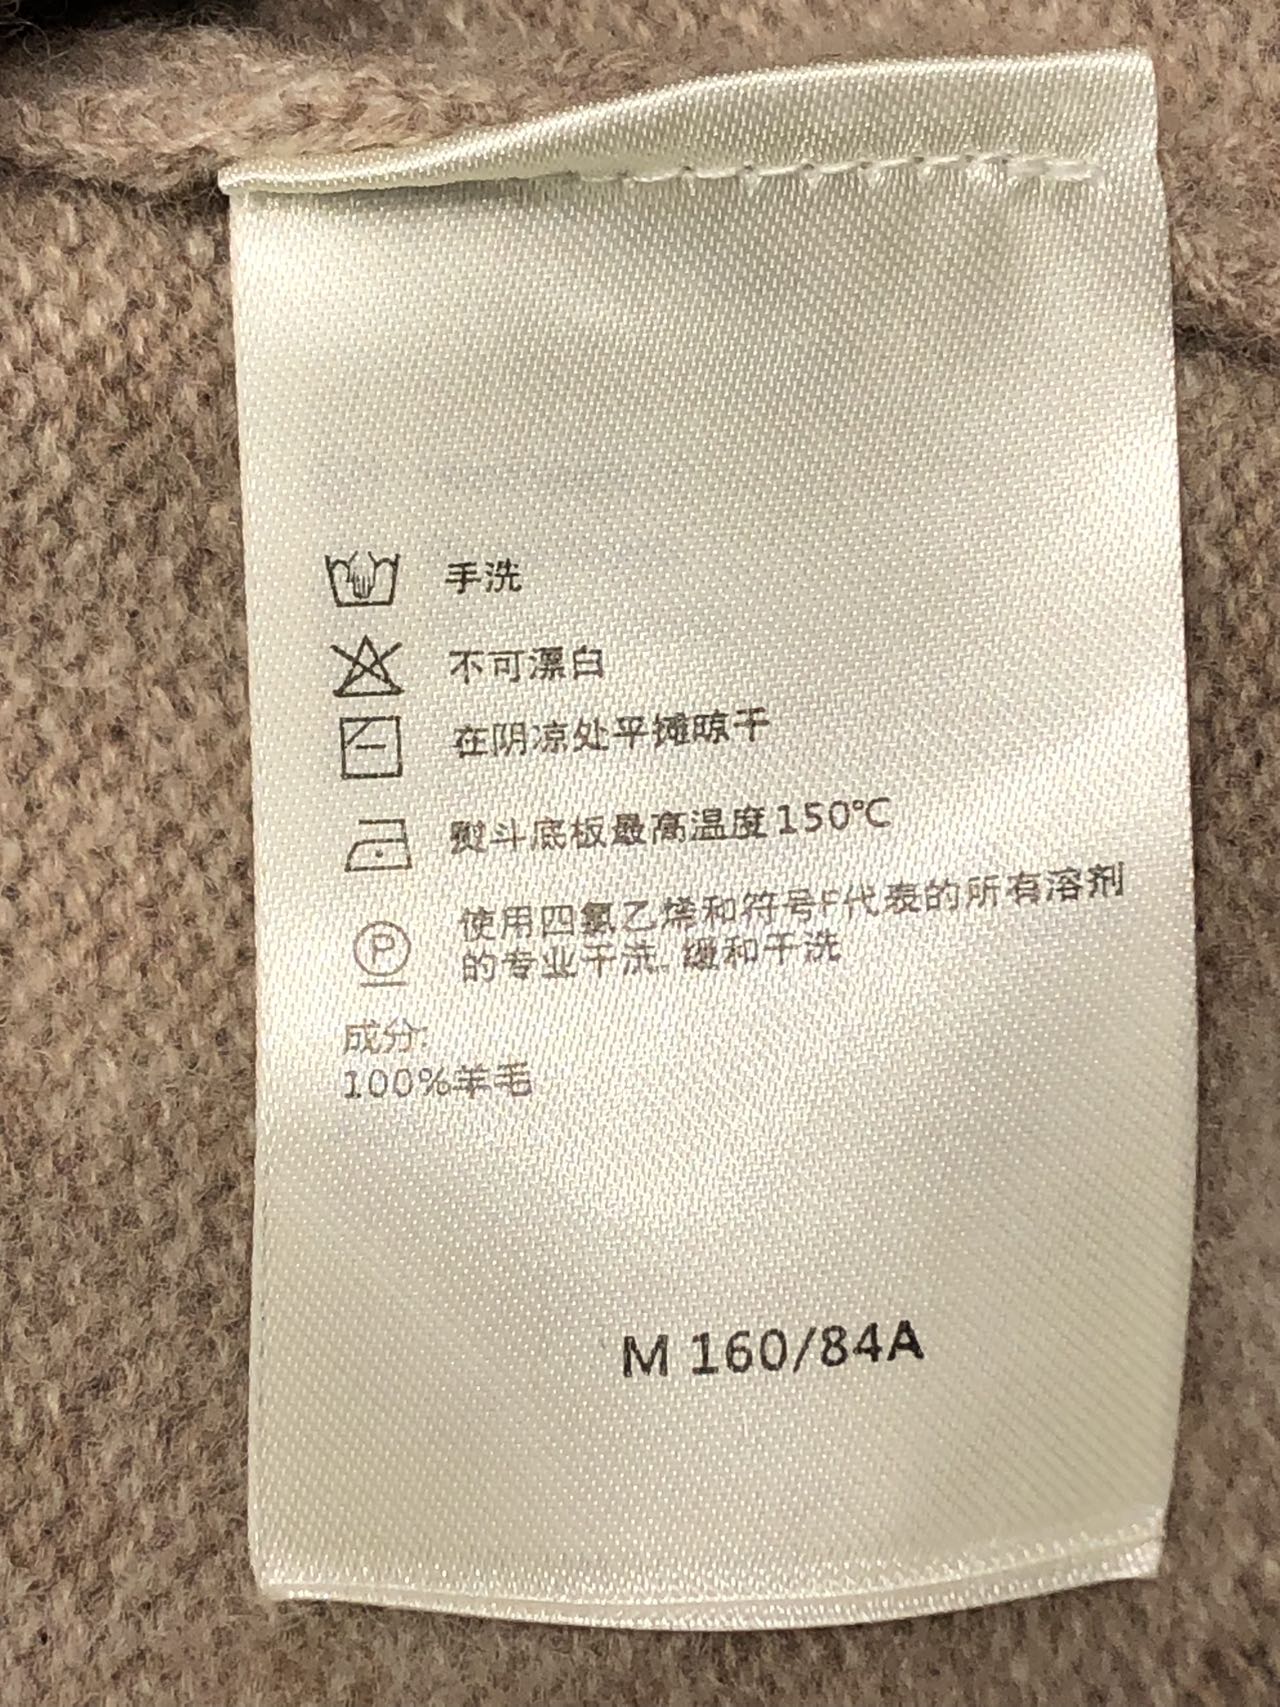 手洗
不可漂白
在阴凉处平摊晾干
熨斗底板最高温度150℃
使用四氯乙烯和符号F代表的所有溶剂
的专业干洗,缓和干洗
P
成分:
100%羊毛
M 160/84A